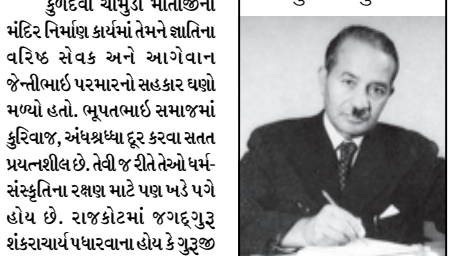 કુળદેવી ચામુંડા માતાજીના
મંદિર નિર્માણ કાર્યમાં તેમને જ્ઞાતિના
વરિષ્ઠ સેવક અને આગેવાન
જેન્તીભાઇ પરમારનો સહકાર ઘણો
મળ્યો હતો. ભૂપતભાઇ સમાજમાં
કુરિવાજ, અંધશ્રધ્ધા દૂર કરવા સતત
પ્રયત્નશીલ છે. તેવી જ રીતે તેઓ ધર્મ-
સંસ્કૃતિના રક્ષણ માટે પણ ખડે પગે
હોય છે. રાજકોટમાં જગદ્ગુરૂ
શંકરાચાર્ય પધારવાના હોય કે ગુરૂજી